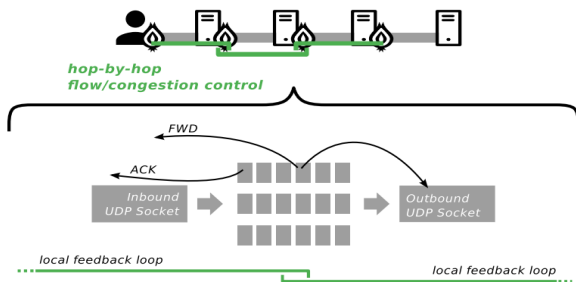 hop-by-hop
flow/congestion control
FWD
ACK
Inbound
UDP Socket
Outbound
UDP Socket
local feedback loop
local feedback loop